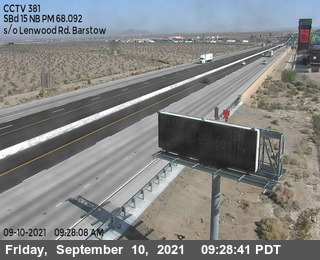 CCTV 381
SBd 15 NB PM 68.092
s/o Lenwood Rd. Barstow
09-10-2021 09:28:08 AM
Friday, September 10, 2021 09:28:41 PDT